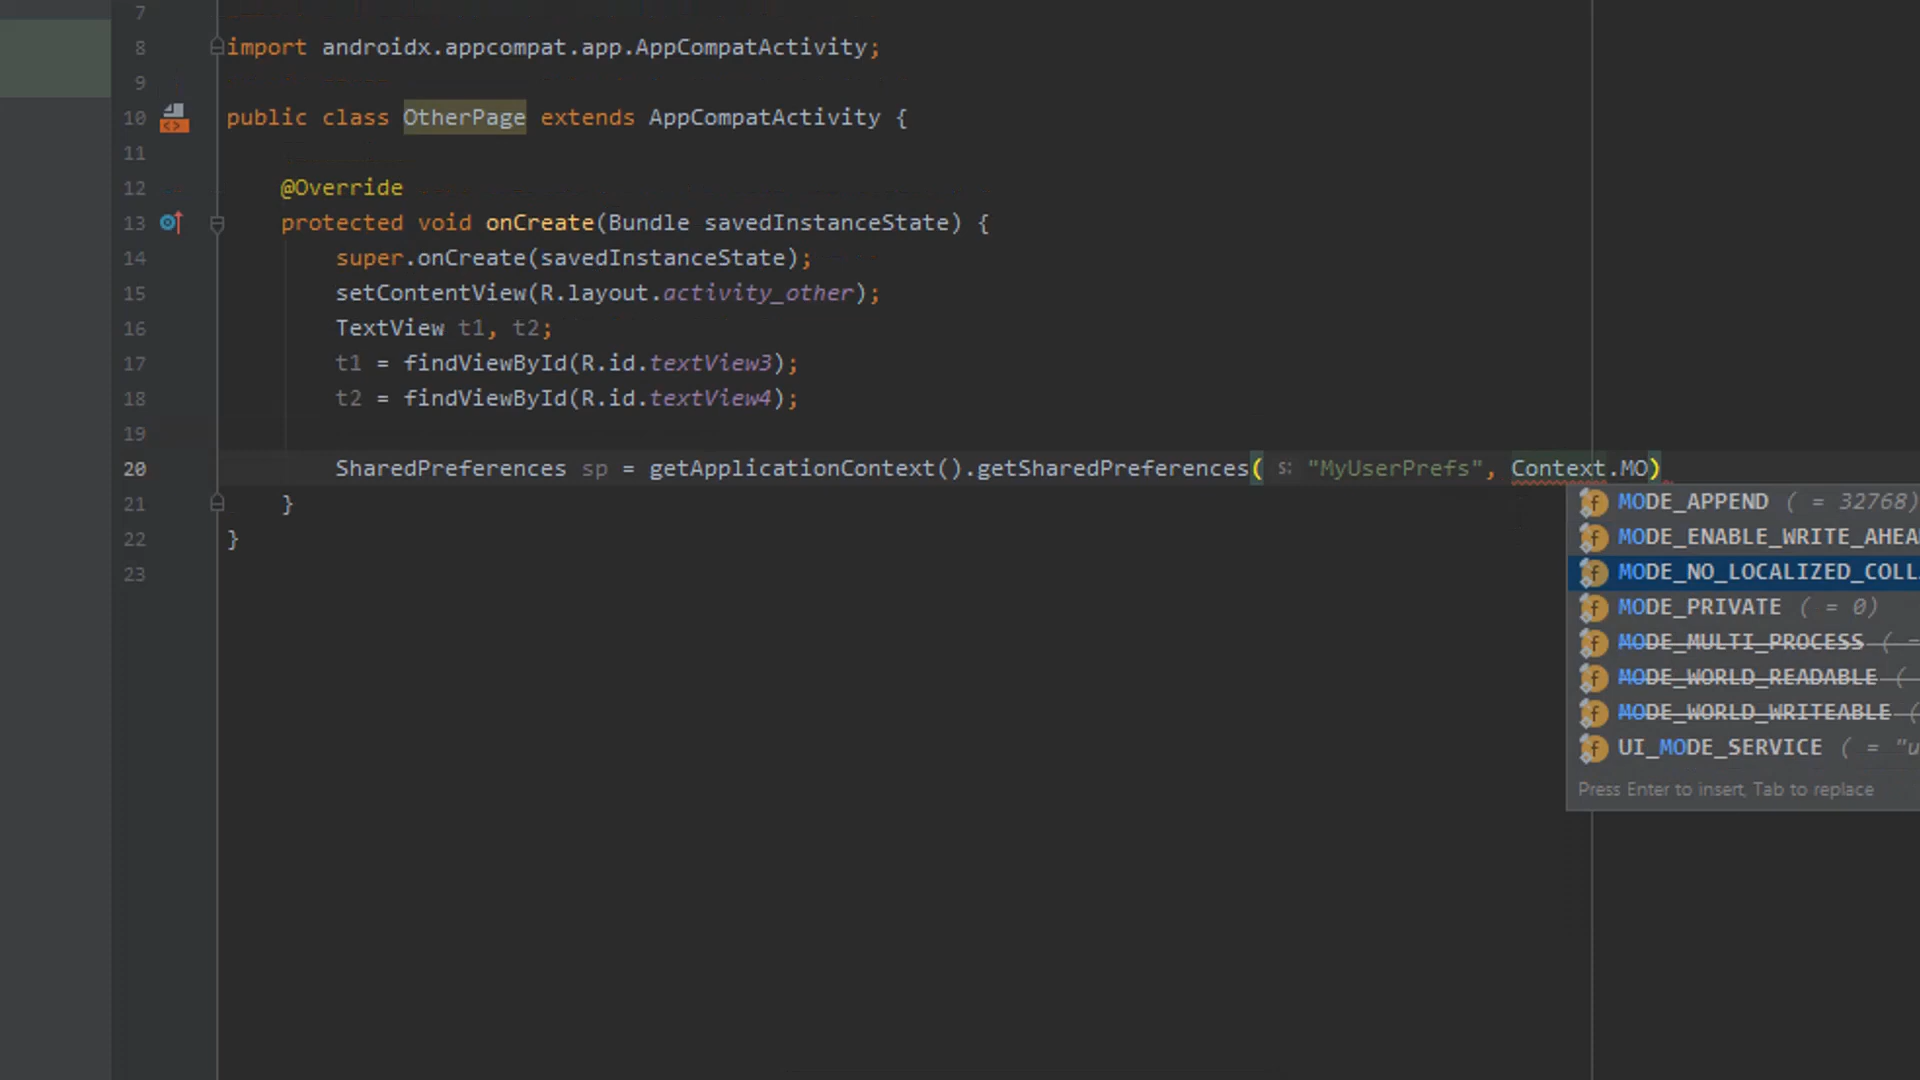 7
8 import androidx.appcompat.app.AppCompatActivity;
9
10 public class OtherPage extends AppCompatActivity {
11
12 @Override
13 protected void onCreate(Bundle savedInstanceState) {
14 super.onCreate(savedInstanceState);
15 setContentView(R.layout.activity_other);
16 TextView t1, t2;
17 t1 = findViewById(R.id.textView3);
18 t2 = findViewById(R.id.textView4);
19
20 SharedPreferences sp = getApplicationContext().getSharedPreferences( s: "MyUserPrefs", Context.MO)
21 }
22 }
23
MODE_APPEND ( = 32768)
MODE_ENABLE_WRITE_AHEA
MODE_NO_LOCALIZED_COLL
MODE_PRIVATE ( = 0)
MODE_MULTI_PROCESS ( =
MODE_WORLD_READABLE (
MODE_WORLD_WRITEABLE (
UI_MODE_SERVICE ( = "u
Press Enter to insert, Tab to replace